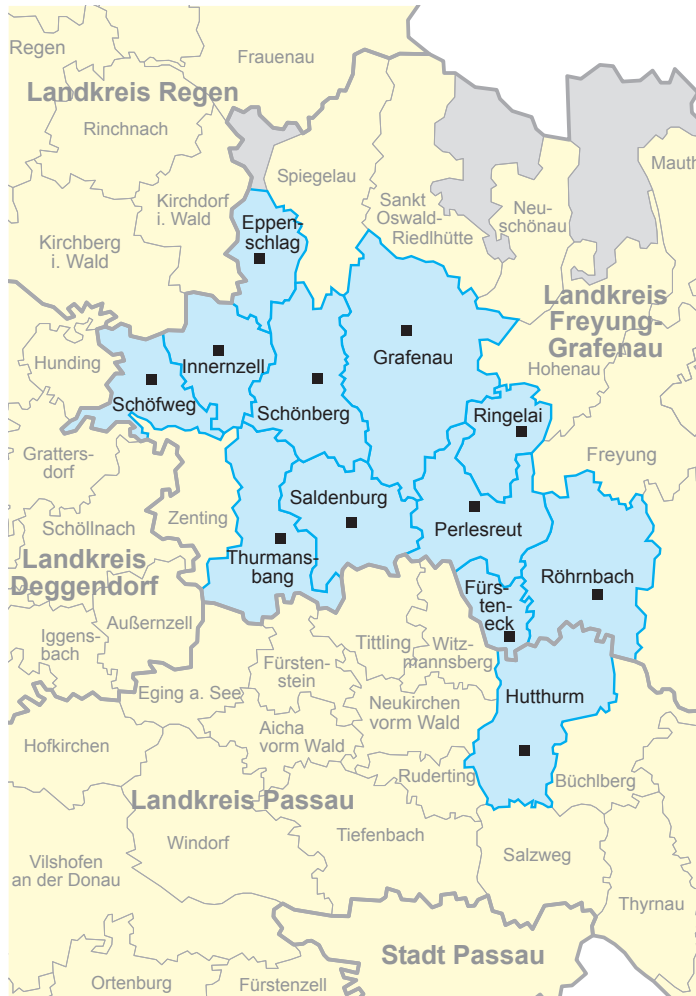 Regen
Frauenau
Landkreis Regen
Rinchnach
Mauth
Spiegelau
Kirchdorf
i. Wald
Sankt
Oswald-
Riedlhütte
Neu-
schönau
Eppen-
schlag
Kirchberg
i. Wald
Landkreis
Freyung-
Grafenau
Hunding
Innernzell
Grafenau
Hohenau
Schöfweg
Schönberg
Ringelai
Gratters-
dorf
Freyung
Saldenburg
Zenting
Perlesreut
Schöllnach
Landkreis
Deggendorf
Thurmans-
bang
Röhrnbach
Fürs-
ten-
eck
Außernzell
Iggens-
bach
Tittling
Witz-
mannsberg
Fürsten-
stein
Eging a. See
Neukirchen
vorm Wald
Hutthurm
Aicha
vorm Wald
Hofkirchen
Ruderting
Büchlberg
Landkreis Passau
Windorf
Tiefenbach
Salzweg
Vilshofen
an der Donau
Thyrnau
Stadt Passau
Ortenburg
Fürstenzell